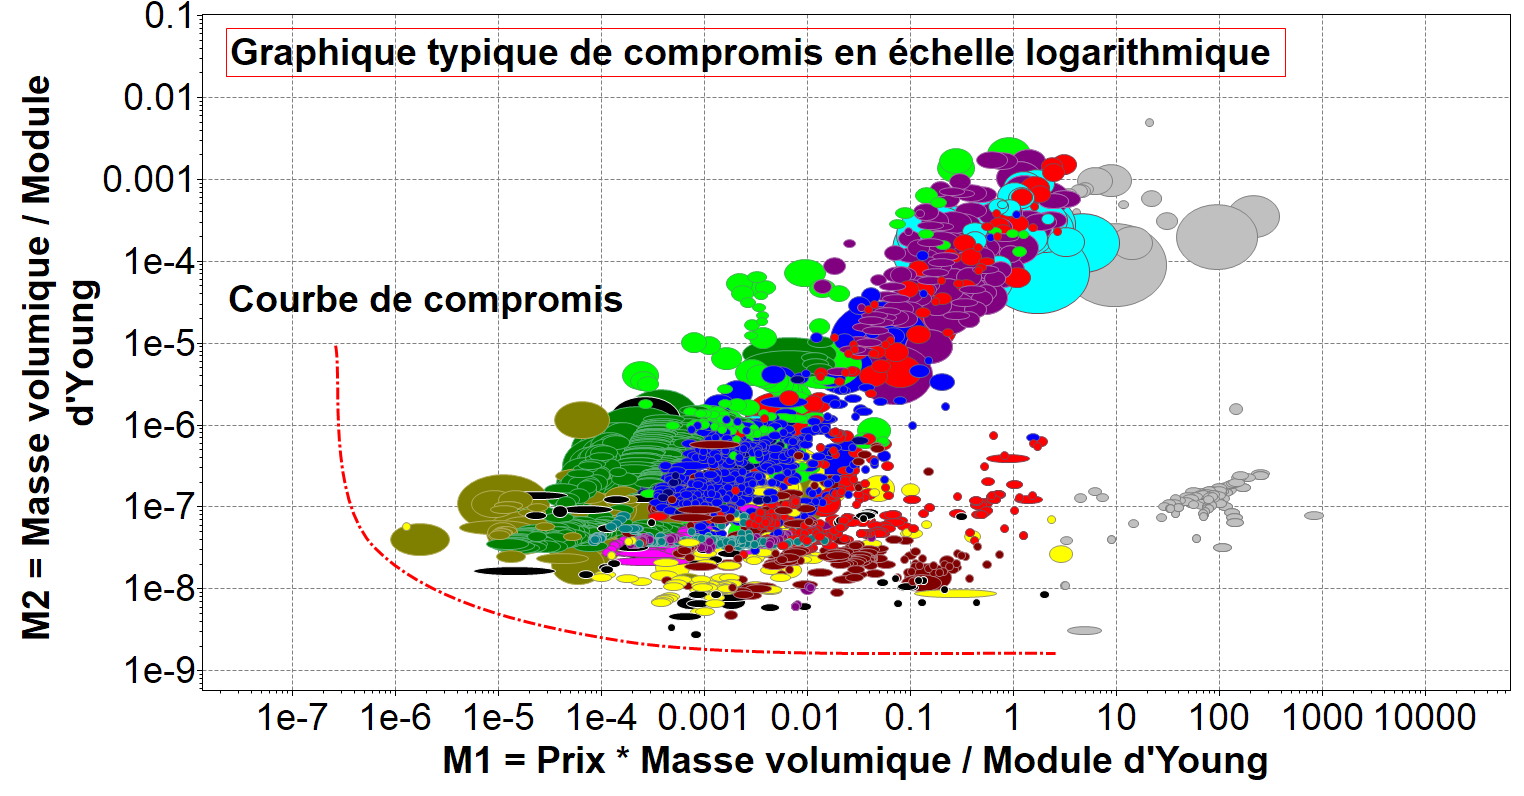 Graphique typique de compromis en échelle logarithmique
Courbe de compromis
M2 = Masse volumique / Module
d'Young
0.1
0.01
0.001
1e-4
1e-5
1e-6
1e-7
1e-8
1e-9
1e-7 1e-6 1e-5 1e-4 0.001 0.01 0.1 1 10 100 1000 10000
M1 = Prix * Masse volumique / Module d'Young